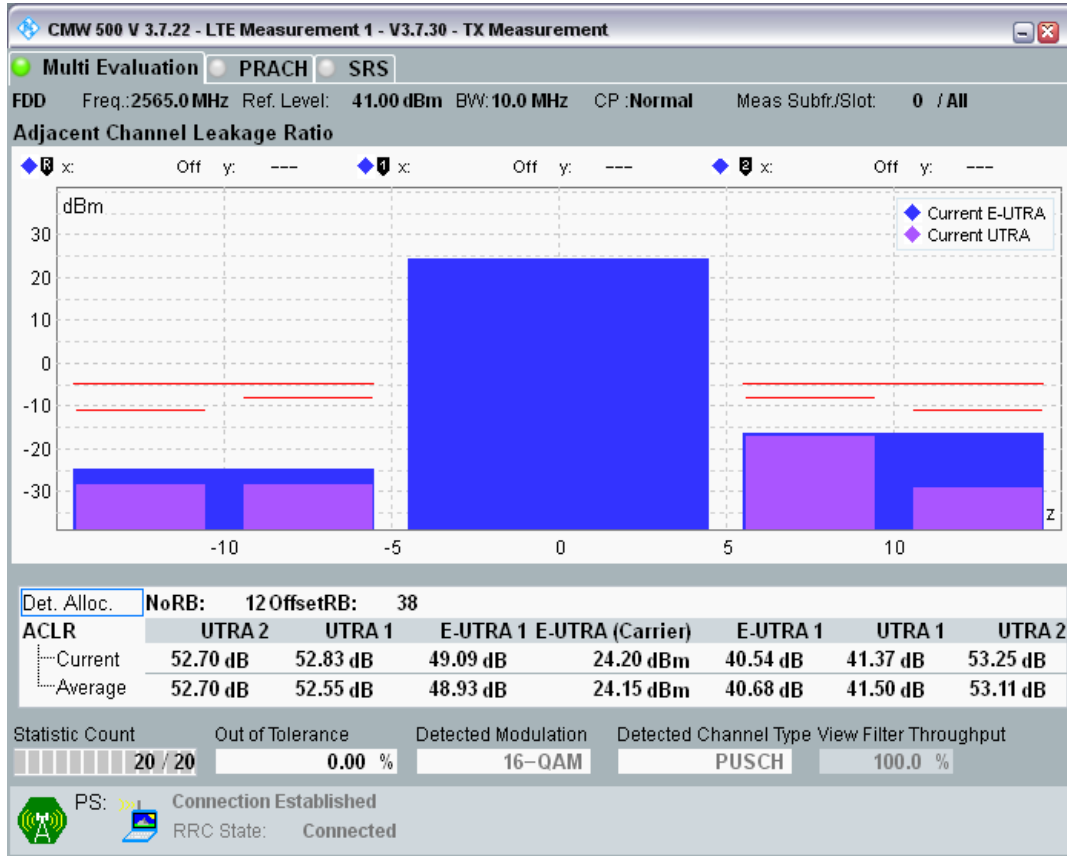 CMW 500 V 3.7.22 - LTE Measurement 1 - V3.7.30 - TX Measurement
Multi Evaluation PRACH SRS
FDD Freq.:2565.0 MHz Ref. Level: 41.00 dBm BW:10.0 MHz CP :Normal Meas Subfr./Slot: 0 / All
Adjacent Channel Leakage Ratio
R x: Off y: --- 1 x: Off y: --- 2 x: Off y: ---
dBm
Current E-UTRA
Current UTRA
30
20
10
0
-10
-20
-30
z
-10 -5 0 5 10
Det. Alloc. NoRB: 12 OffsetRB: 38
ACLR UTRA 2 UTRA 1 E-UTRA 1 E-UTRA (Carrier) E-UTRA 1 UTRA 1 UTRA 2
Current 52.70 dB 52.83 dB 49.09 dB 24.20 dBm 40.54 dB 41.37 dB 53.25 dB
Average 52.70 dB 52.55 dB 48.93 dB 24.15 dBm 40.68 dB 41.50 dB 53.11 dB
Statistic Count Out of Tolerance Detected Modulation Detected Channel Type View Filter Throughput
20 / 20 0.00 % 16-QAM PUSCH 100.0 %
PS: Connection Established
RRC State: Connected